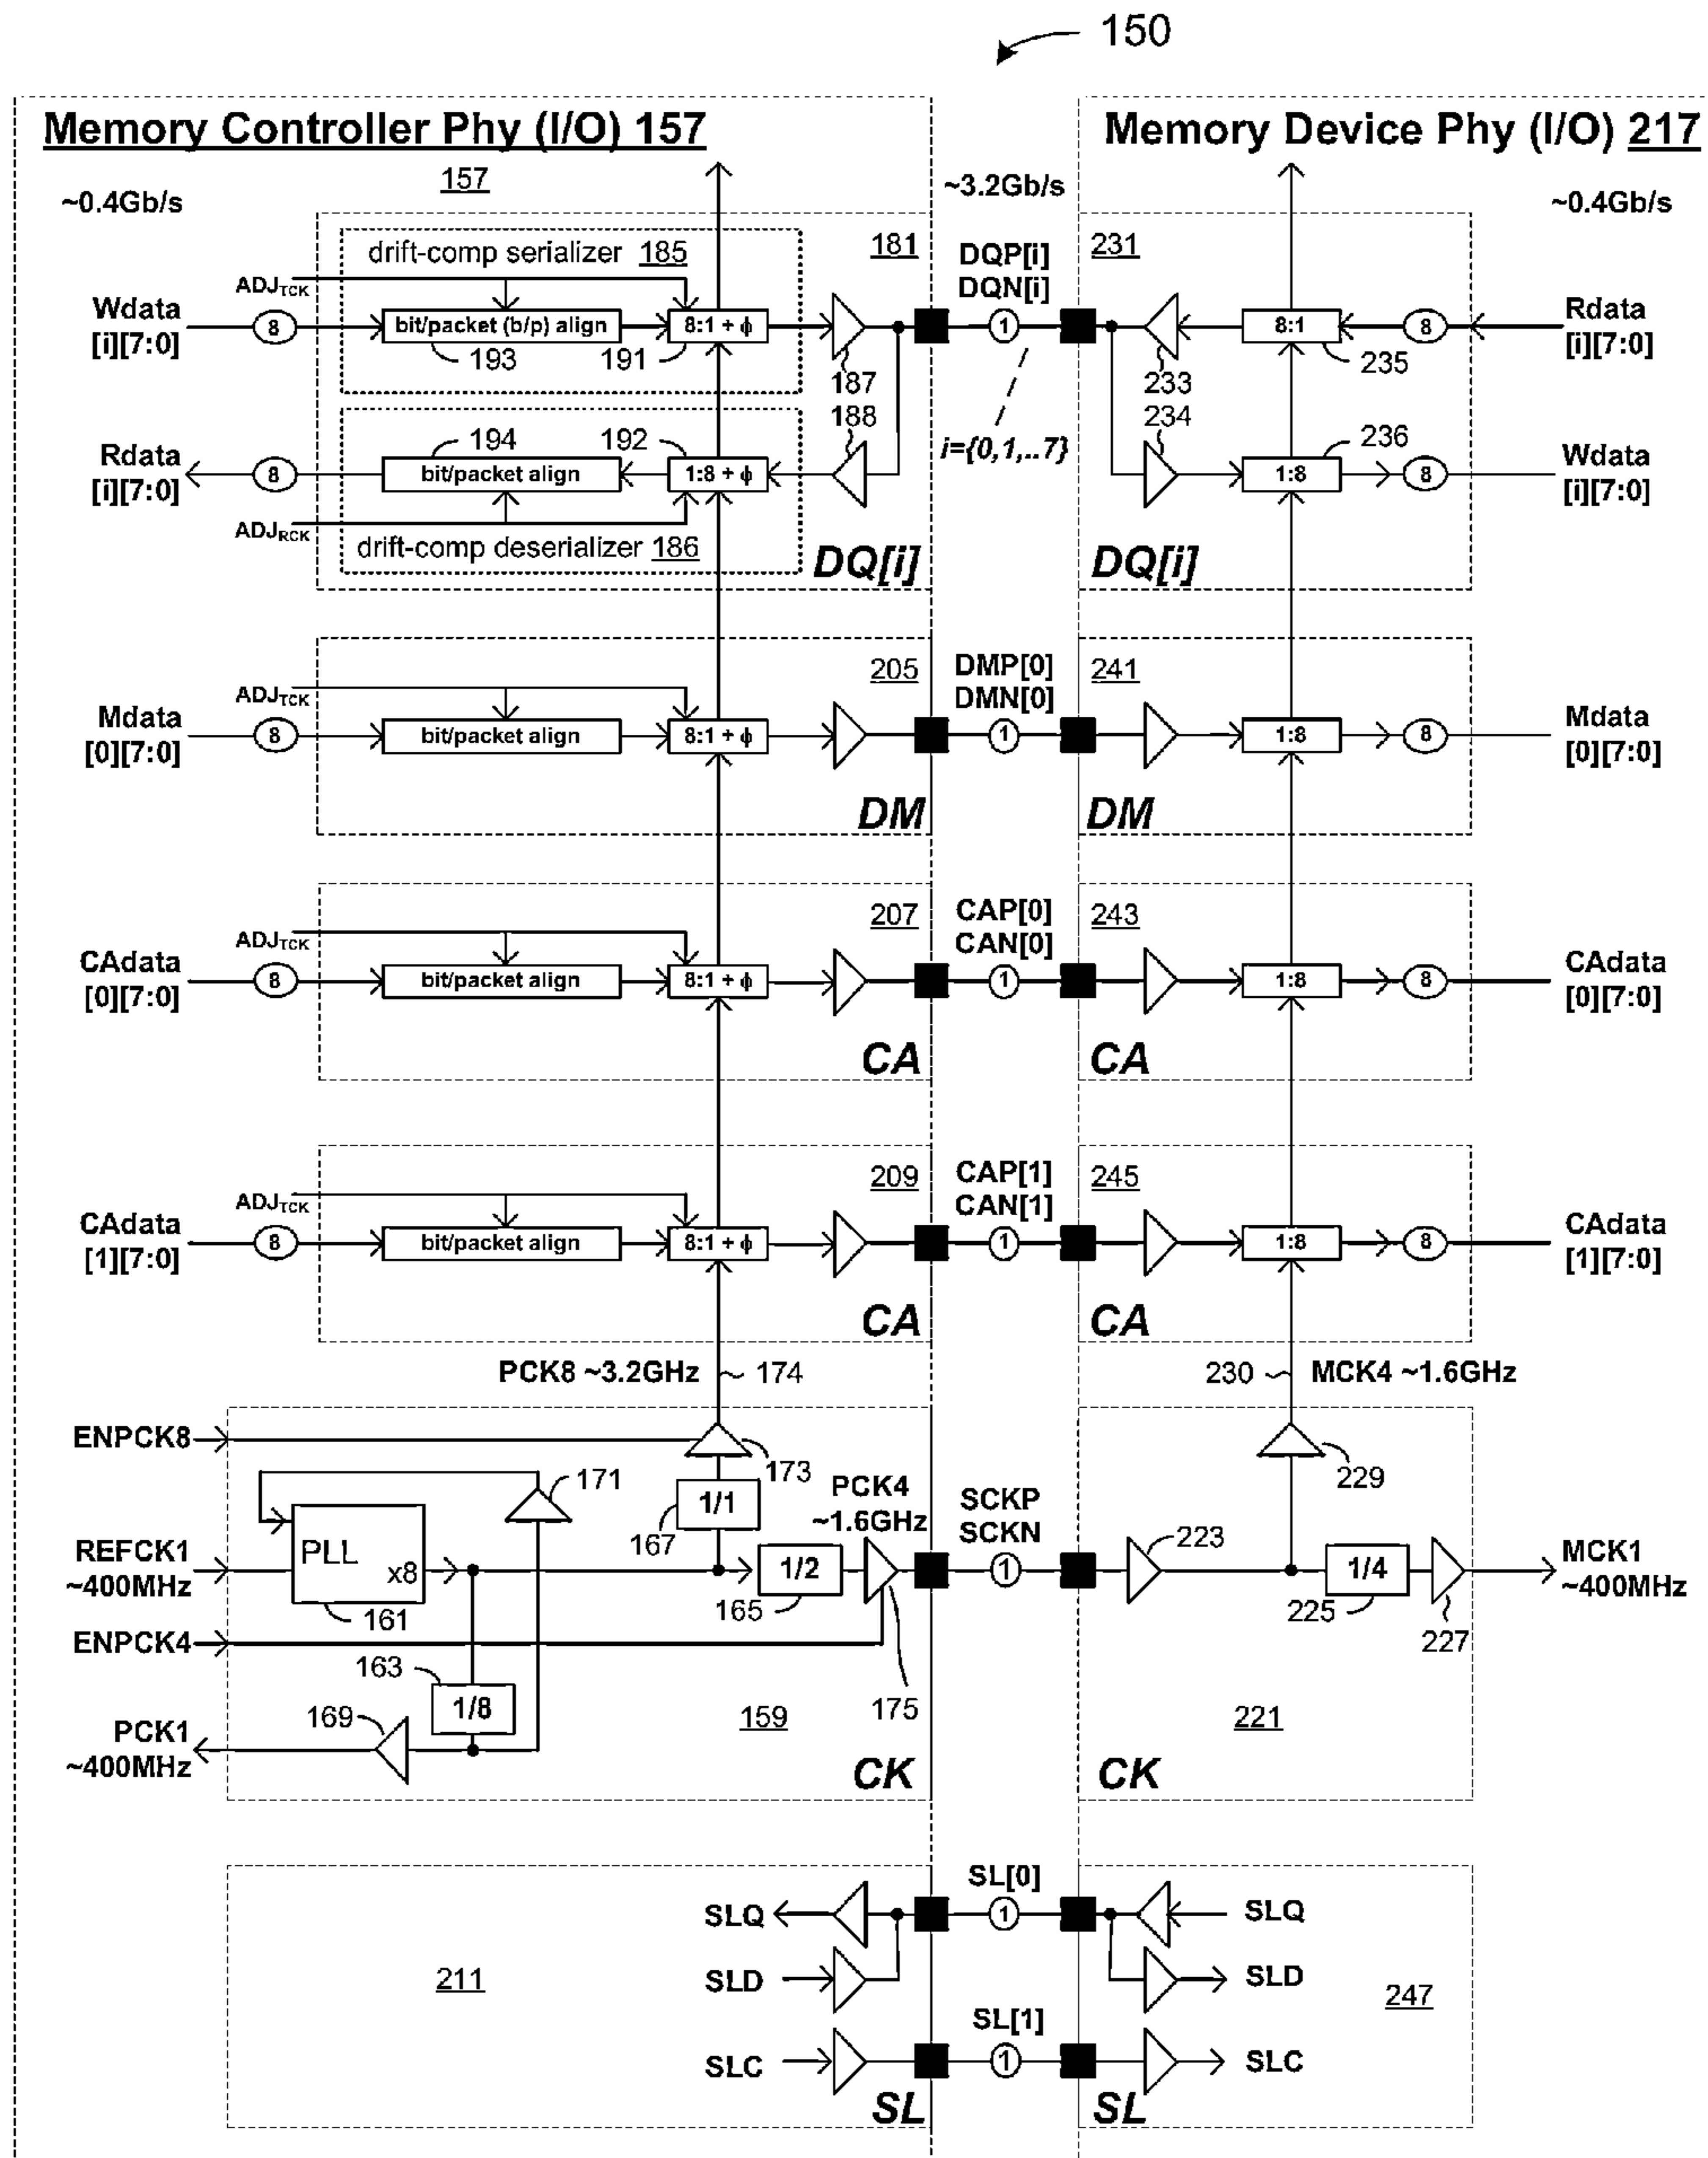 150
Memory Controller Phy (I/O) 157
Memory Device Phy (I/O) 217
157
~0.4Gb/s
~3.2Gb/s
~0.4Gb/s
drift-comp serializer 185
181
DQP[i]
DQN[i]
231
ADJTCK
Wdata
[i][7:0]
8
bit/packet (b/p) align
8:1 + ϕ
1
8:1
8
Rdata
[i][7:0]
193
191
187
233
235
188
234
i={0,1,..7}
194
192
236
Rdata
[i][7:0]
8
bit/packet align
1:8 + ϕ
1:8
8
Wdata
[i][7:0]
ADJRCK
drift-comp deserializer 186
DQ[i]
DQ[i]
205
DMP[0]
DMN[0]
241
ADJTCK
Mdata
[0][7:0]
8
bit/packet align
8:1 + ϕ
1
1:8
8
Mdata
[0][7:0]
DM
DM
207
CAP[0]
CAN[0]
243
ADJTCK
CAdata
[0][7:0]
8
bit/packet align
8:1 + ϕ
1
1:8
8
CAdata
[0][7:0]
CA
CA
209
CAP[1]
CAN[1]
245
ADJTCK
CAdata
[1][7:0]
8
bit/packet align
8:1 + ϕ
1
1:8
8
CAdata
[1][7:0]
CA
CA
PCK8 ~3.2GHz
174
230
MCK4 ~1.6GHz
ENPCK8
173
229
171
1/1
167
PCK4
~1.6GHz
SCKP
SCKN
223
REFCK1
~400MHz
PLL
x8
161
1/2
165
1
1/4
225
227
MCK1
~400MHz
ENPCK4
163
1/8
175
169
159
221
PCK1
~400MHz
CK
CK
SL[0]
SLQ
1
SLQ
SLD
211
SLD
247
SL[1]
SLC
1
SLC
SL
SL